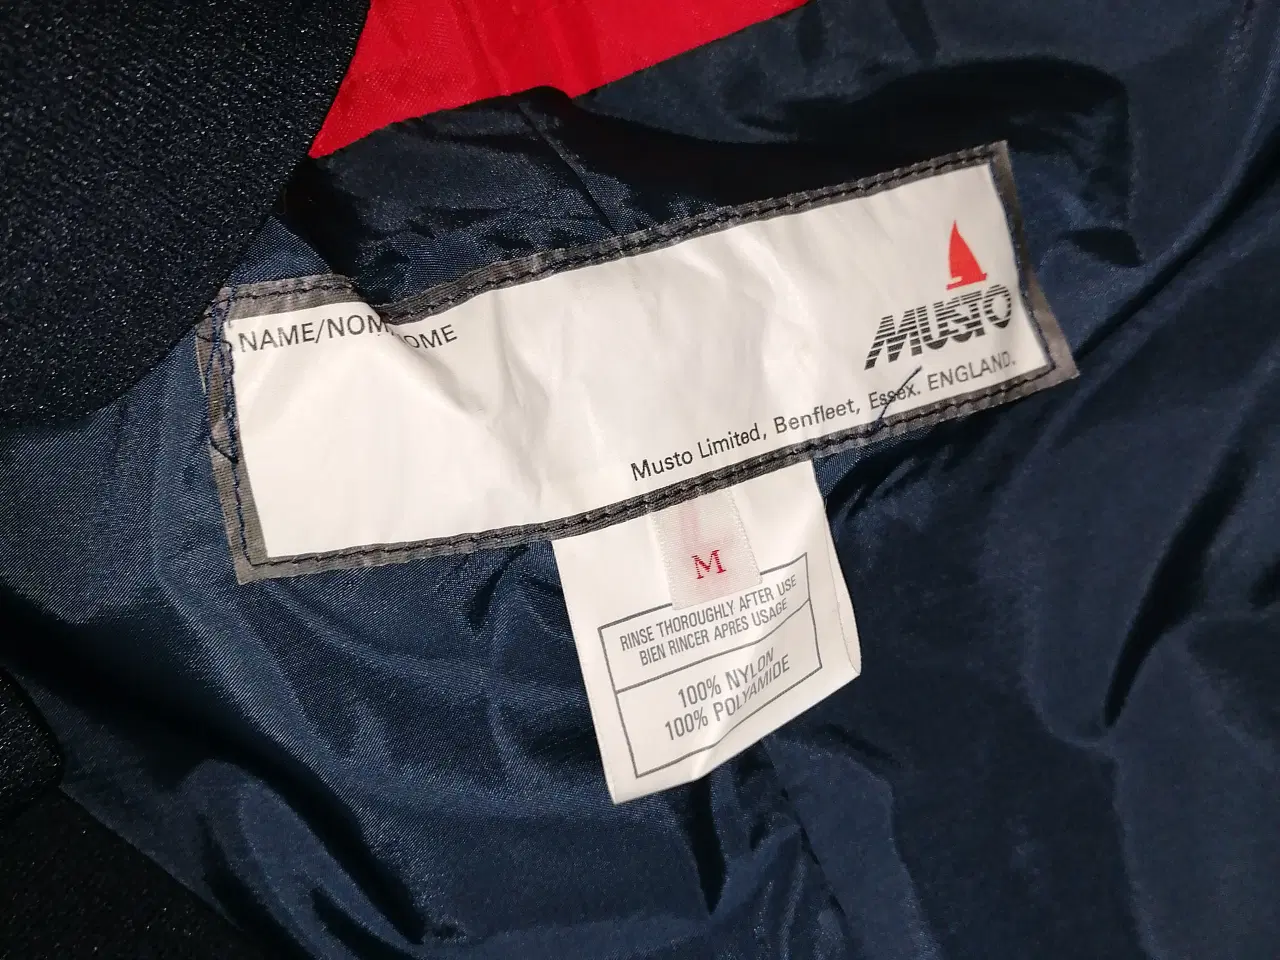 NAME/NOM/
MUSTO
Musto Limited, Benfleet, Essex. ENGLAND.
M
RINSE THOROUGHLY AFTER USE
BIEN RINCER APRES USAGE
100% NYLON
100% POLYAMIDE